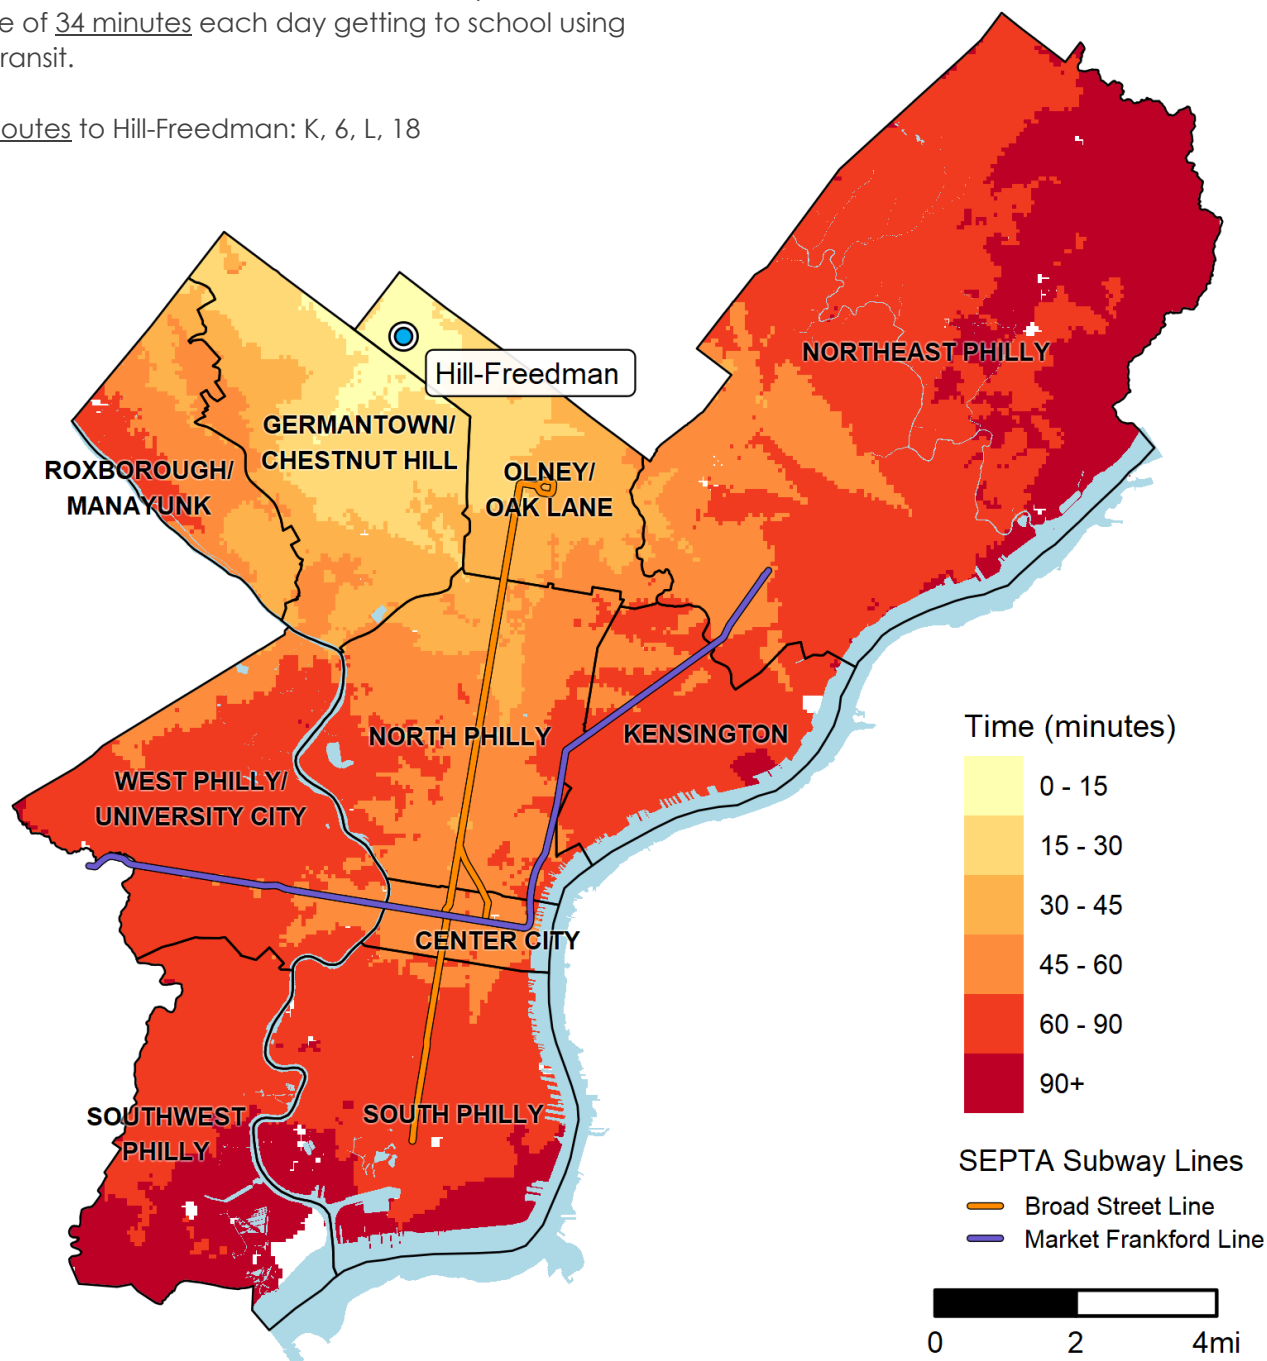 e of 34 minutes each day getting to school using
ransit.
outes to Hill-Freedman: K, 6, L, 18
Hill-Freedman
NORTHEAST PHILLY
GERMANTOWN/
CHESTNUT HILL
ROXBOROUGH/
MANAYUNK
OLNEY/
OAK LANE
NORTH PHILLY
KENSINGTON
WEST PHILLY/
UNIVERSITY CITY
CENTER CITY
SOUTHWEST
PHILLY
SOUTH PHILLY
Time (minutes)
0 - 15
15 - 30
30 - 45
45 - 60
60 - 90
90+
SEPTA Subway Lines
Broad Street Line
Market Frankford Line
0 2 4mi